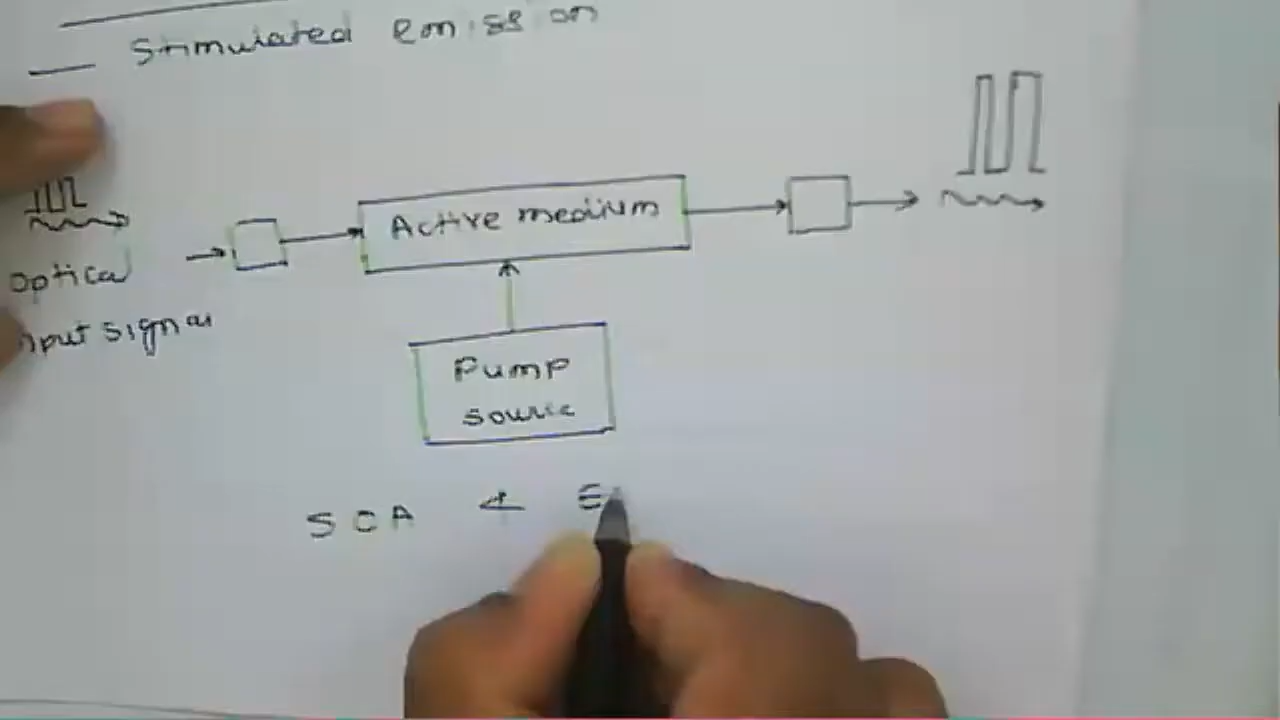 Stimulated emission
Active medium
Optical
input signal
Pump
source
SOA & E